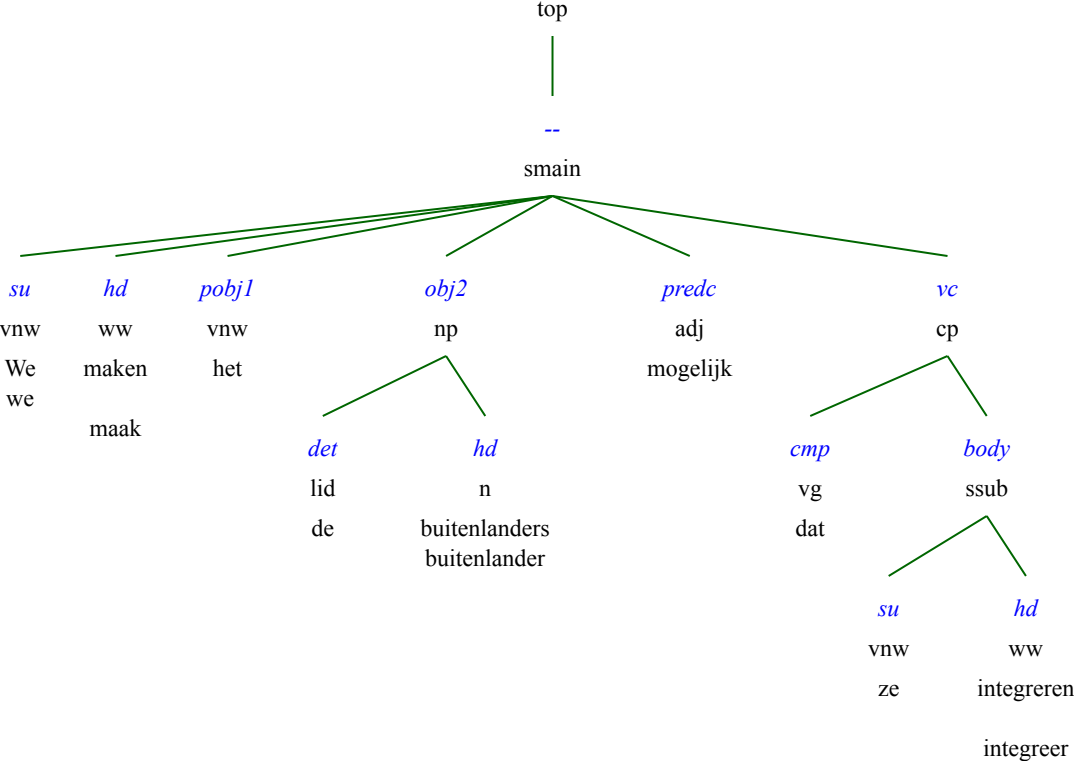 top
--
smain
su hd pobj1 obj2 predc vc
vnw ww vnw np adj cp
We maken het mogelijk
we
maak
det hd cmp body
lid n vg ssub
de buitenlanders dat
buitenlander
su hd
vnw ww
ze integreren
integreer